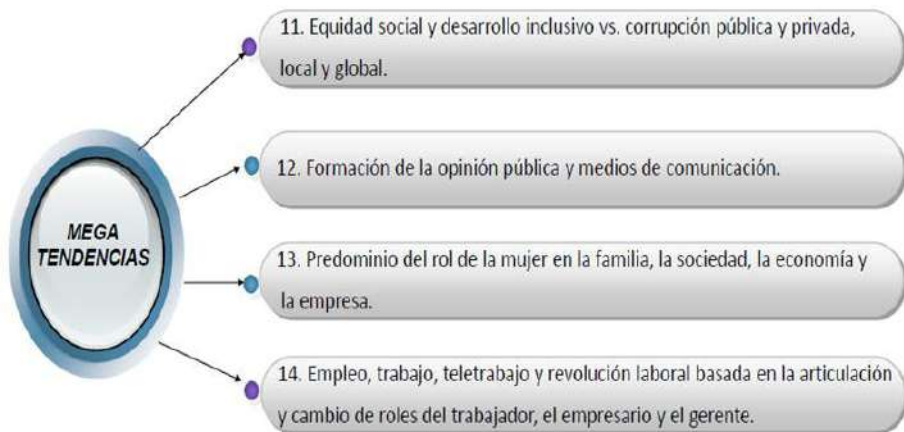 11. Equidad social y desarrollo inclusivo vs. corrupción pública y privada,
local y global.
12. Formación de la opinión pública y medios de comunicación.
MEGA
TENDENCIAS
13. Predominio del rol de la mujer en la familia, la sociedad, la economía y
la empresa.
14. Empleo, trabajo, teletrabajo y revolución laboral basada en la articulación
y cambio de roles del trabajador, el empresario y el gerente.